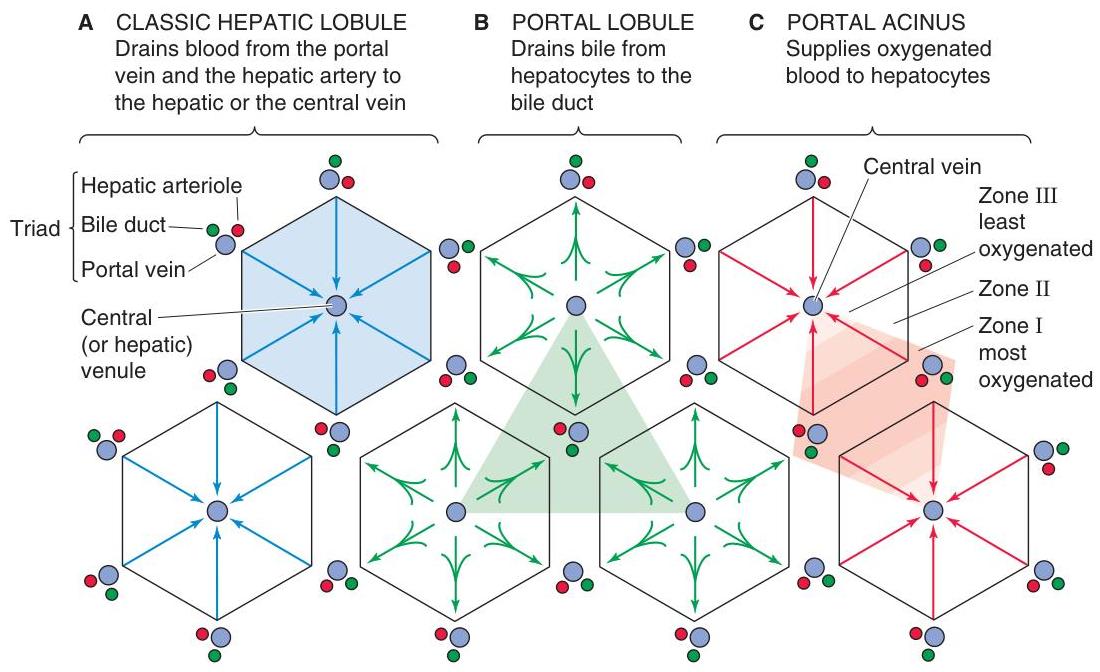 A CLASSIC HEPATIC LOBULE
Drains blood from the portal
vein and the hepatic artery to
the hepatic or the central vein
B PORTAL LOBULE
Drains bile from
hepatocytes to the
bile duct
C PORTAL ACINUS
Supplies oxygenated
blood to hepatocytes
Triad
Hepatic arteriole
Bile duct
Portal vein
Central
(or hepatic)
venule
Central vein
Zone III
least
oxygenated
Zone II
Zone I
most
oxygenated